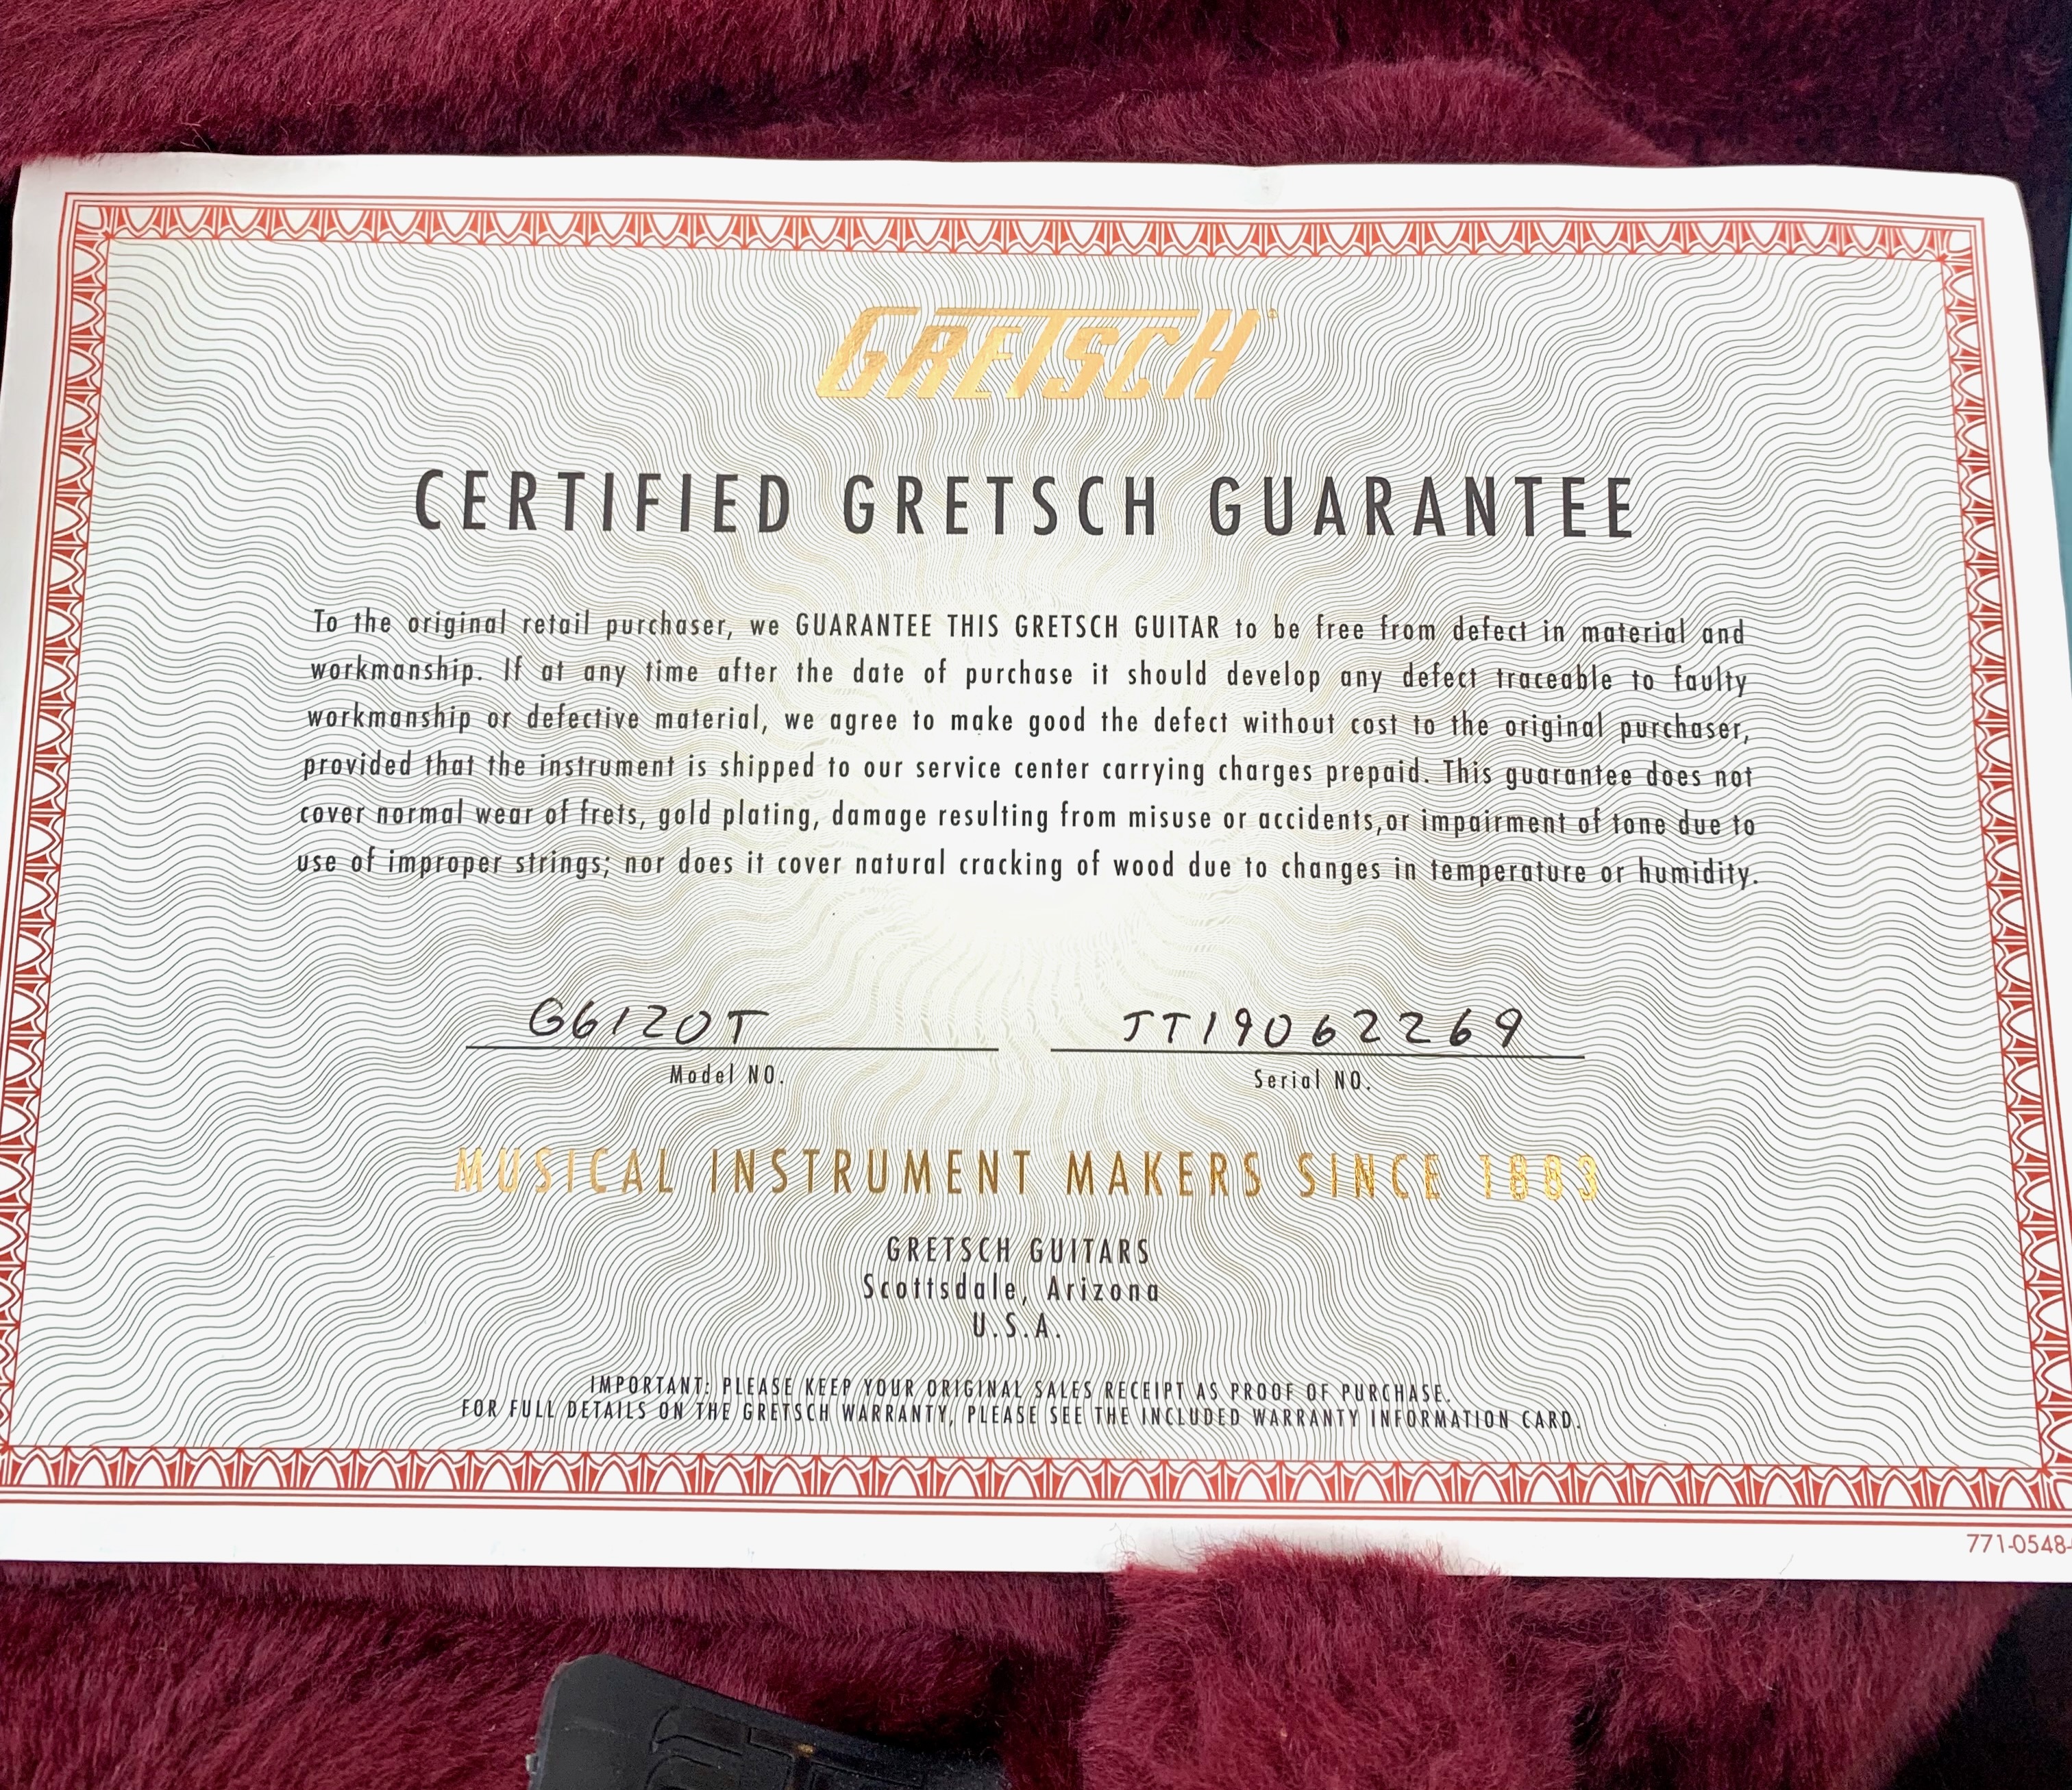 GRETSCH®
CERTIFIED GRETSCH GUARANTEE
To the original retail purchaser, we GUARANTEE THIS GRETSCH GUITAR to be free from defect in material and
workmanship. If at any time after the date of purchase it should develop any defect traceable to faulty
workmanship or defective material, we agree to make good the defect without cost to the original purchaser,
provided that the instrument is shipped to our service center carrying charges prepaid. This guarantee does not
cover normal wear of frets, gold plating, damage resulting from misuse or accidents,or impairment of tone due to
use of improper strings; nor does it cover natural cracking of wood due to changes in temperature or humidity.
G6120T JT19062269
Model NO. Serial NO.
MUSICAL INSTRUMENT MAKERS SINCE 1883
GRETSCH GUITARS
Scottsdale, Arizona
U.S.A.
IMPORTANT: PLEASE KEEP YOUR ORIGINAL SALES RECEIPT AS PROOF OF PURCHASE.
FOR FULL DETAILS ON THE GRETSCH WARRANTY, PLEASE SEE THE INCLUDED WARRANTY INFORMATION CARD.
771-0548-